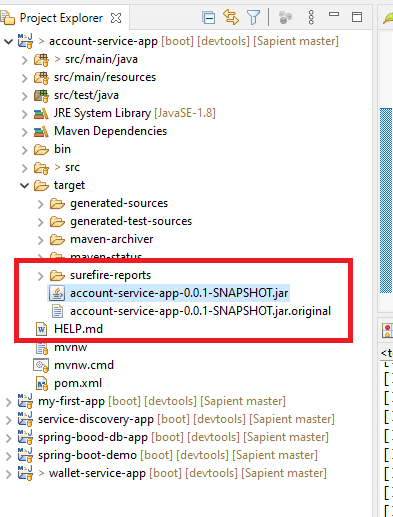 Project Explorer
> account-service-app [boot] [devtools] [Sapient master]
> src/main/java
src/main/resources
src/test/java
JRE System Library [JavaSE-1.8]
Maven Dependencies
bin
> src
target
generated-sources
generated-test-sources
maven-archiver
maven-status
surefire-reports
account-service-app-0.0.1-SNAPSHOT.jar
account-service-app-0.0.1-SNAPSHOT.jar.original
HELP.md
mvnw
mvnw.cmd
pom.xml
my-first-app [boot] [devtools] [Sapient master]
service-discovery-app [boot] [devtools] [Sapient master]
spring-bood-db-app [boot] [devtools] [Sapient master]
spring-boot-demo [boot] [devtools] [Sapient master]
> wallet-service-app [boot] [devtools] [Sapient master]